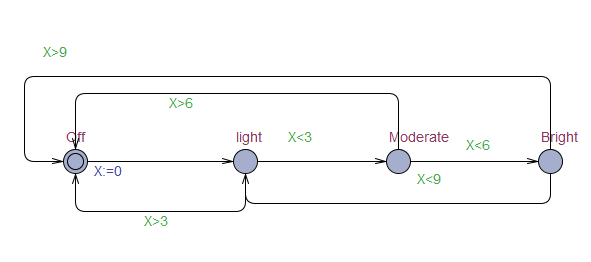 X>9
X>6
Off
light
X<3
Moderate
X<6
Bright
X:=0
X<9
X>3